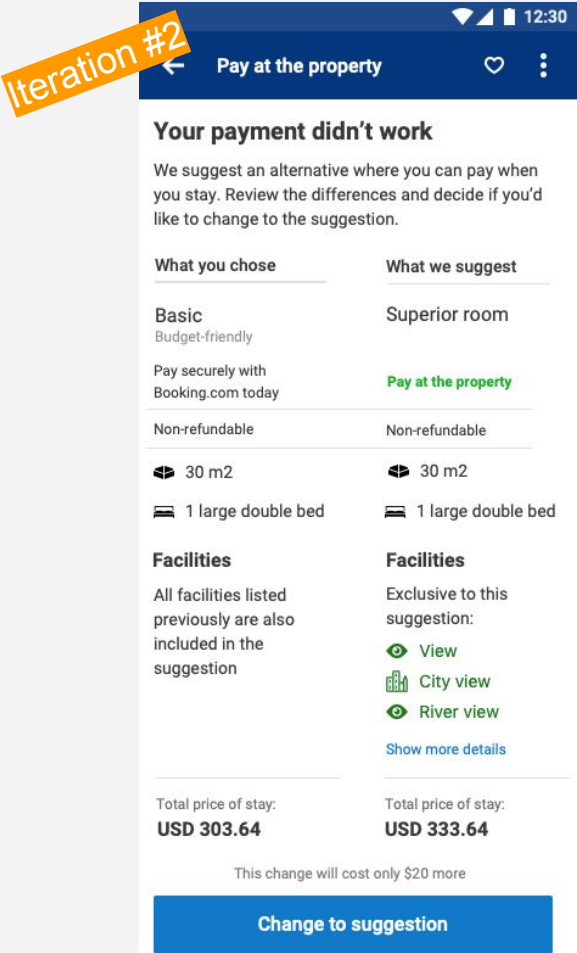 12:30
Iteration #2
Pay at the property
Your payment didn't work
We suggest an alternative where you can pay when
you stay. Review the differences and decide if you'd
like to change to the suggestion.
What you chose
What we suggest
Basic
Superior room
Budget-friendly
Pay securely with
Booking.com today
Pay at the property
Non-refundable
Non-refundable
30 m2
30 m2
1 large double bed
1 large double bed
Facilities
Facilities
All facilities listed
previously are also
included in the
suggestion
Exclusive to this
suggestion:
View
City view
River view
Show more details
Total price of stay:
Total price of stay:
USD 303.64
USD 333.64
This change will cost only $20 more
Change to suggestion